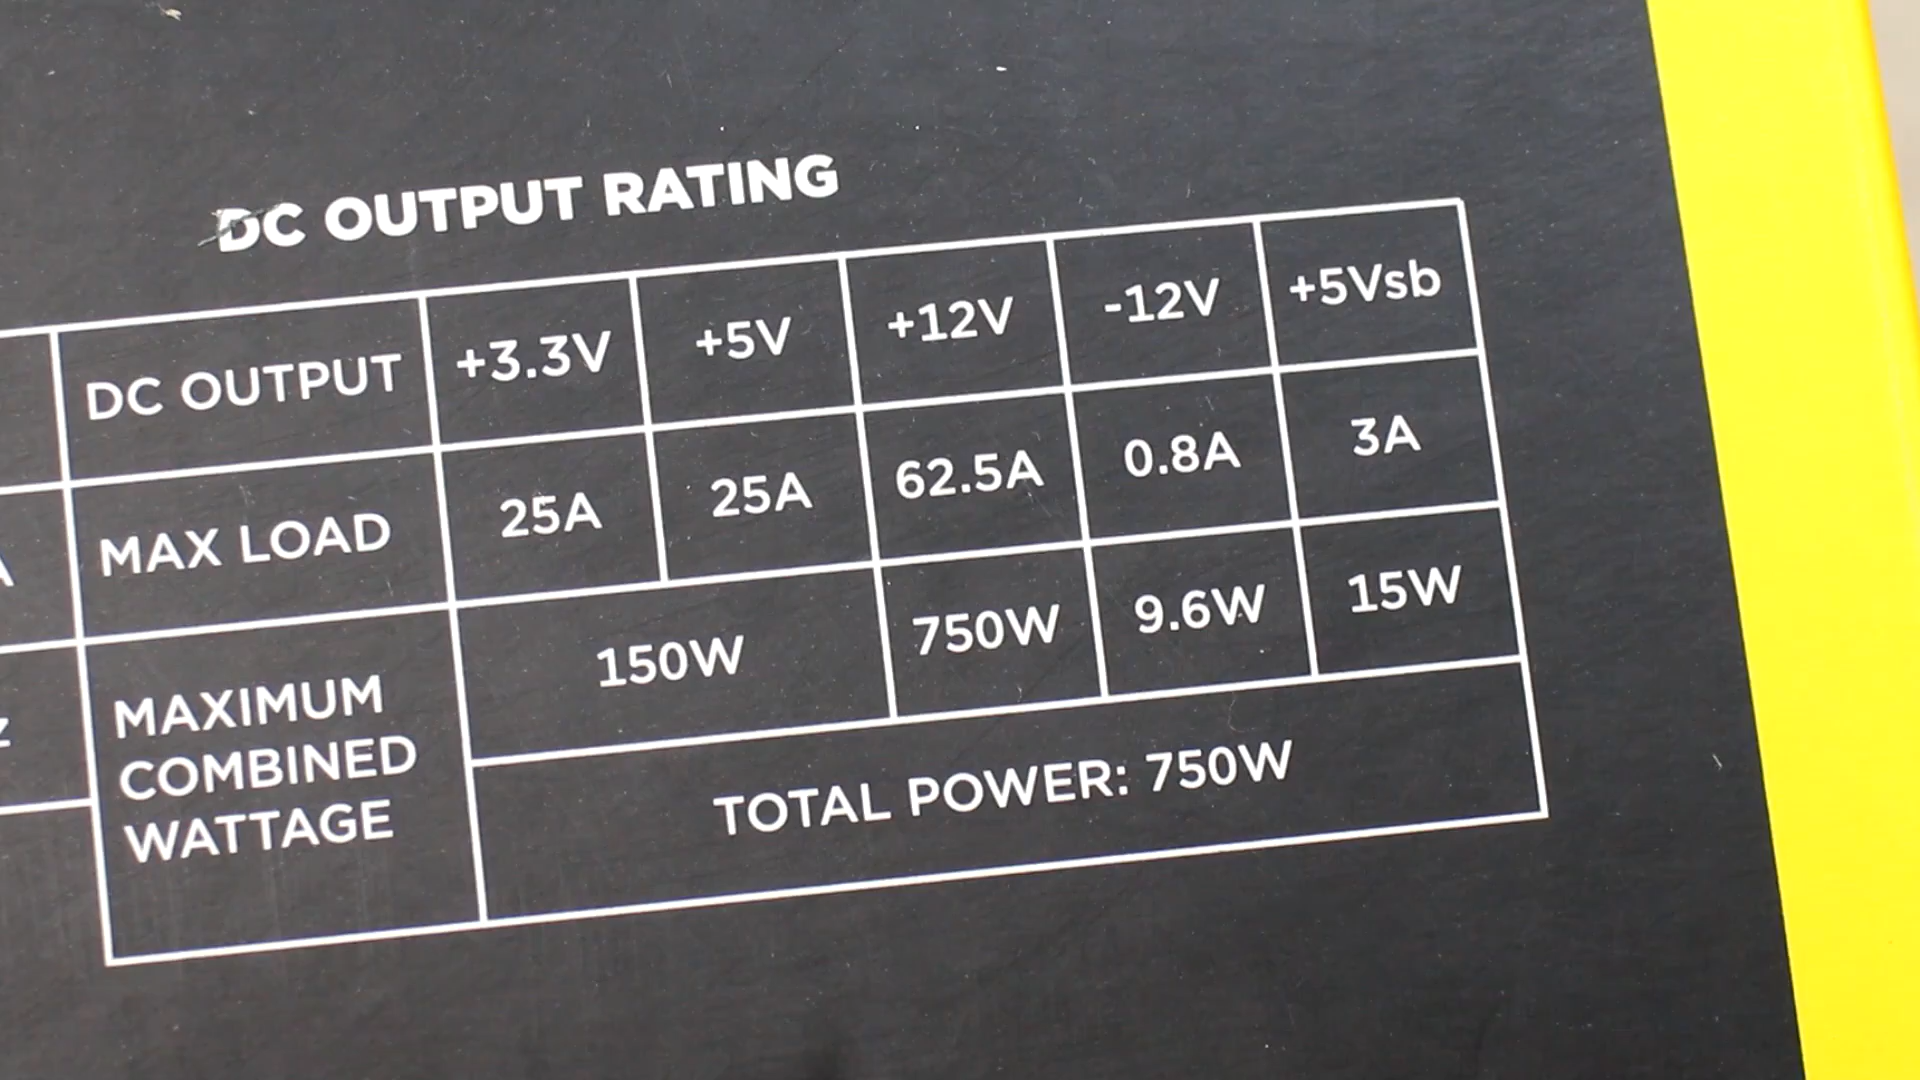 DC OUTPUT RATING
DC OUTPUT +3.3V +5V +12V -12V +5Vsb
MAX LOAD 25A 25A 62.5A 0.8A 3A
MAXIMUM
COMBINED
WATTAGE
150W 750W 9.6W 15W
TOTAL POWER: 750W